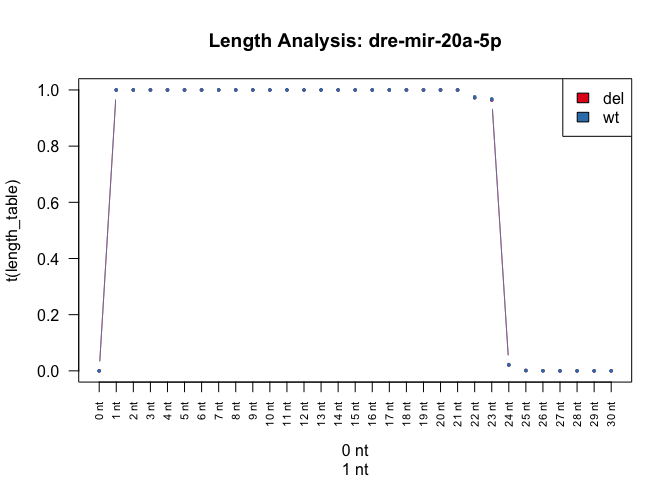 Length Analysis: dre-mir-20a-5p
del
wt
t(length_table)
1.0
0.8
0.6
0.4
0.2
0.0
0 nt
1 nt
2 nt
3 nt
4 nt
5 nt
6 nt
7 nt
8 nt
9 nt
10 nt
11 nt
12 nt
13 nt
14 nt
15 nt
16 nt
17 nt
18 nt
19 nt
20 nt
21 nt
22 nt
23 nt
24 nt
25 nt
26 nt
27 nt
28 nt
29 nt
30 nt
0 nt
1 nt